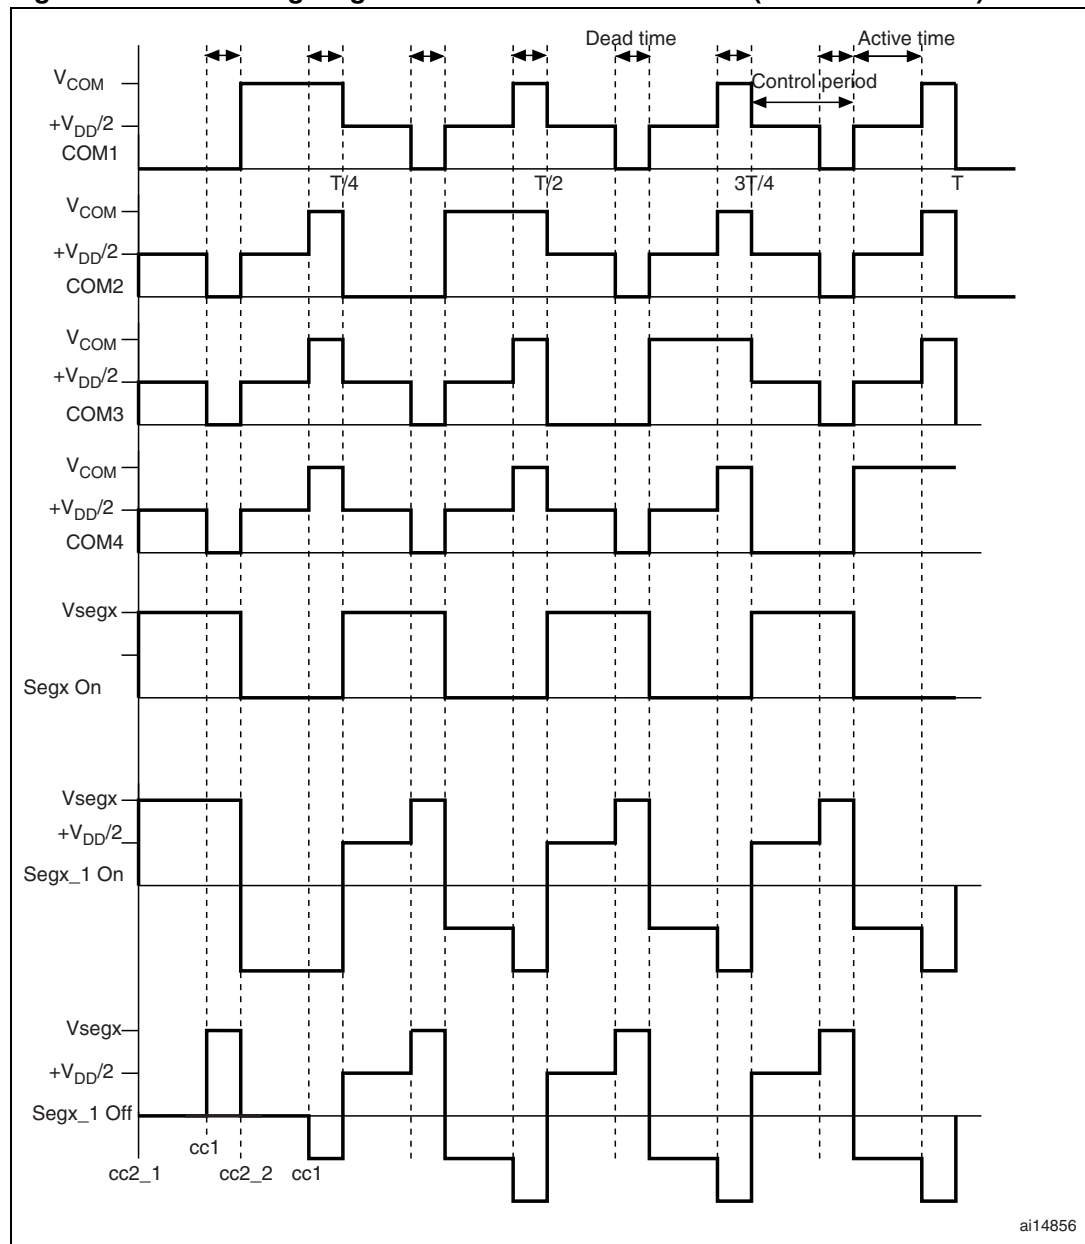 Dead time
Active time
VCOM
Control period
+VDD/2
COM1
T/4
T/2
3T/4
T
VCOM
+VDD/2
COM2
VCOM
+VDD/2
COM3
VCOM
+VDD/2
COM4
Vsegx
Segx On
Vsegx
+VDD/2
Segx_1 On
Vsegx
+VDD/2
Segx_1 Off
cc1
cc2_1
cc2_2
cc1
ai14856